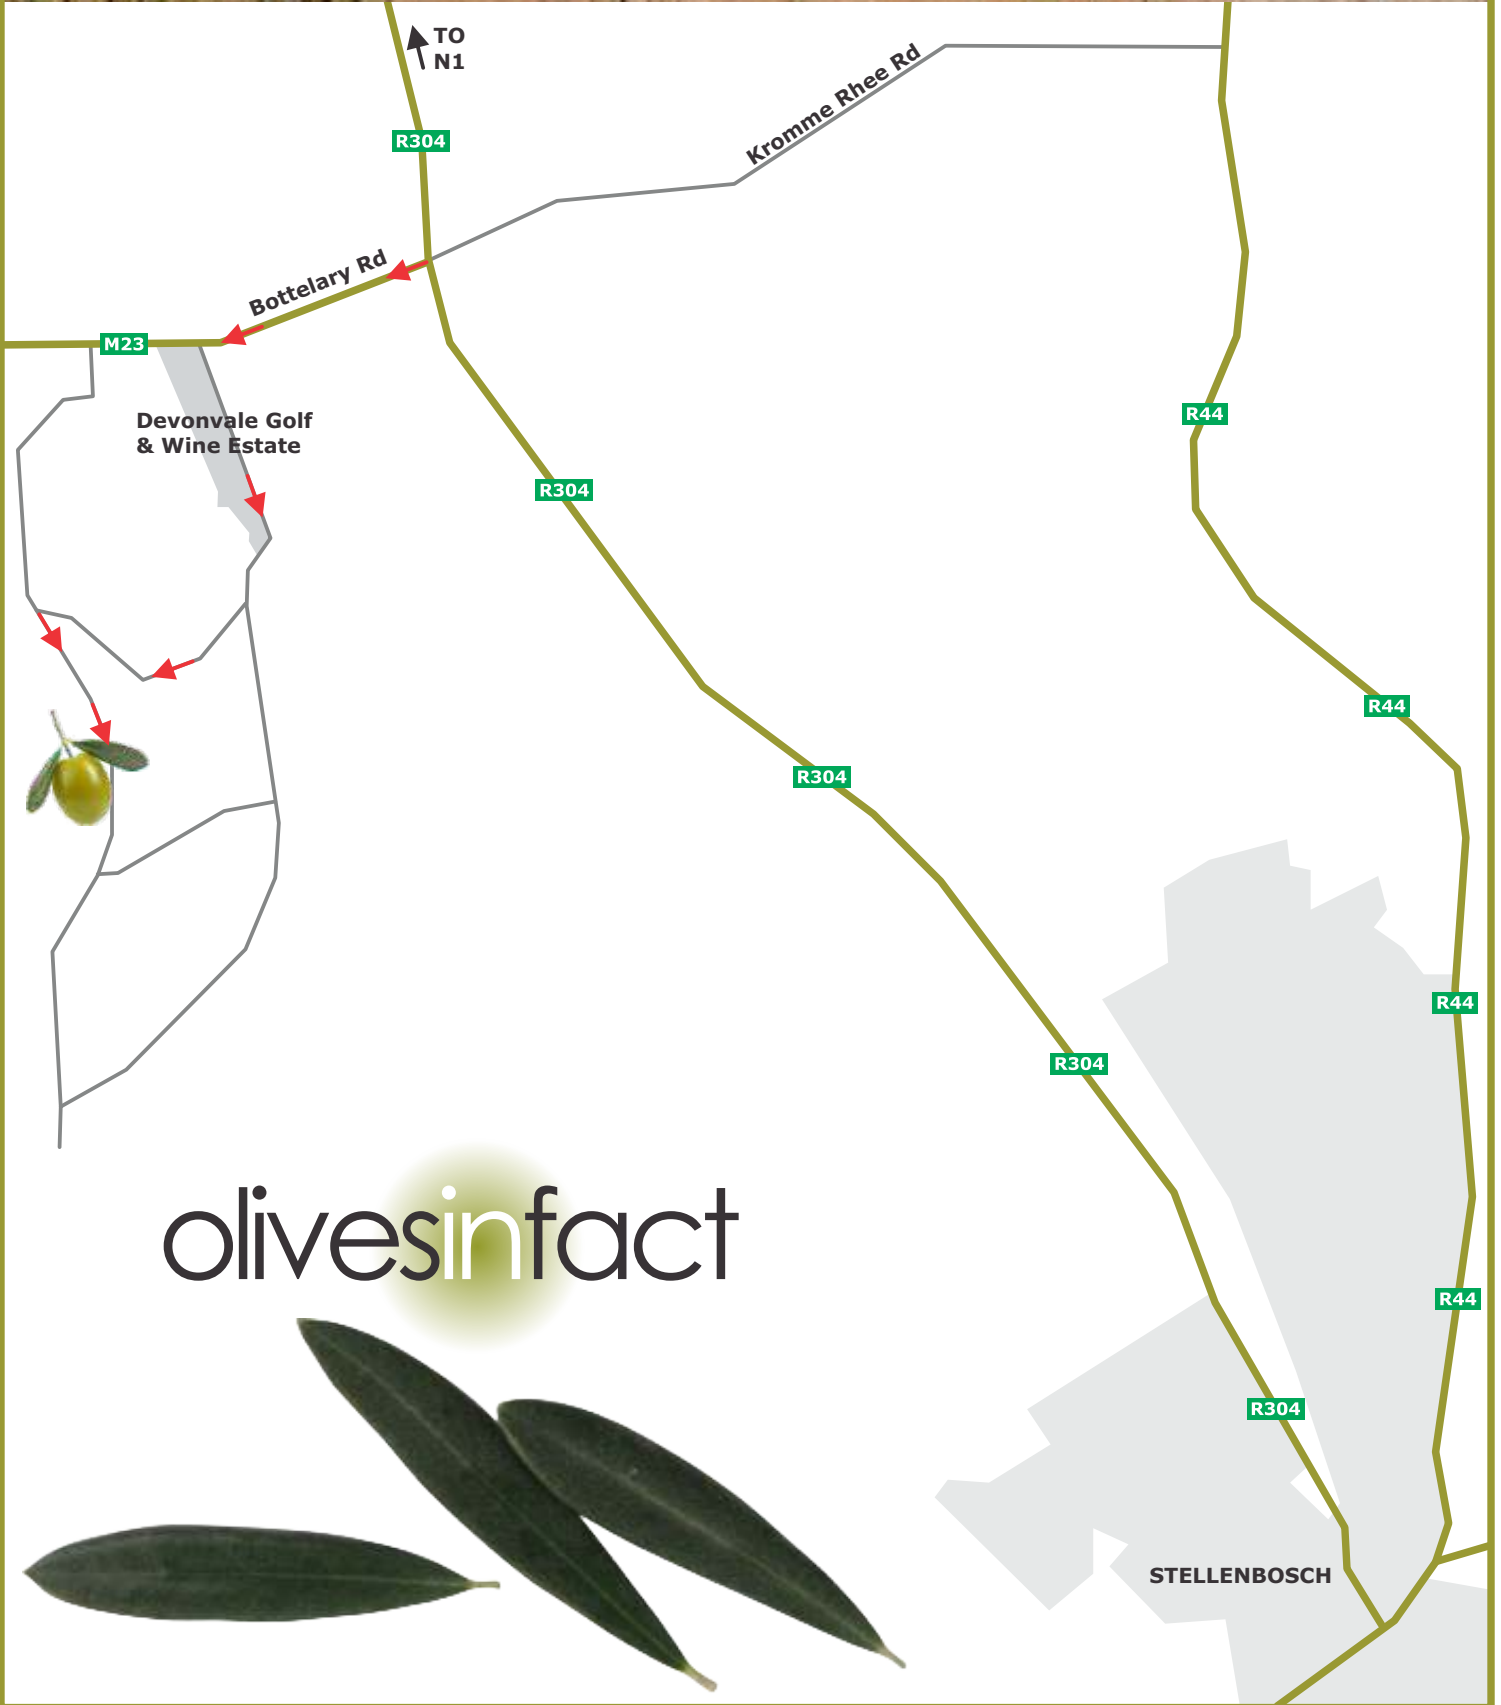 TO
N1
Kromme Rhee Rd
R304
Bottelary Rd
M23
Devonvale Golf
& Wine Estate
R44
R304
R44
R304
R44
R304
olivesinfact
R44
R304
STELLENBOSCH